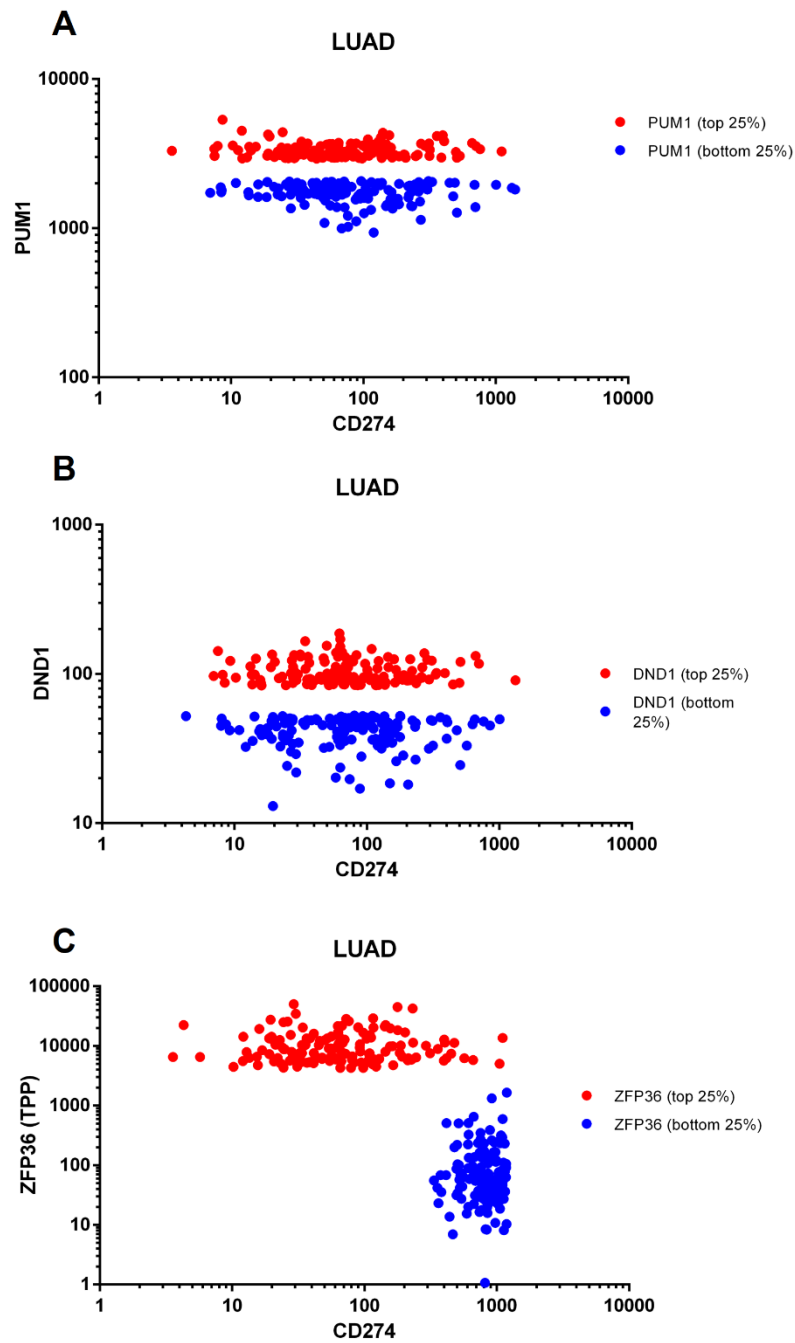 A
LUAD
10000
1000
100
PUM1
1
10
100
1000
10000
CD274
PUM1 (top 25%)
PUM1 (bottom 25%)
B
LUAD
1000
100
10
DND1
1
10
100
1000
10000
CD274
DND1 (top 25%)
DND1 (bottom
25%)
C
LUAD
100000
10000
1000
100
10
1
ZFP36 (TPP)
1
10
100
1000
10000
CD274
ZFP36 (top 25%)
ZFP36 (bottom 25%)